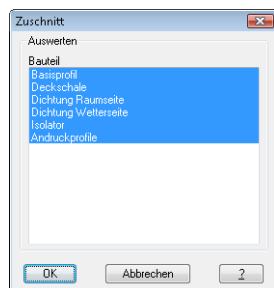 Zuschnitt
Auswerten
Bauteil
Basisprofil
Deckschale
Dichtung Raumseite
Dichtung Wetterseite
Isolator
Andruckprofile
OK
Abbrechen
?